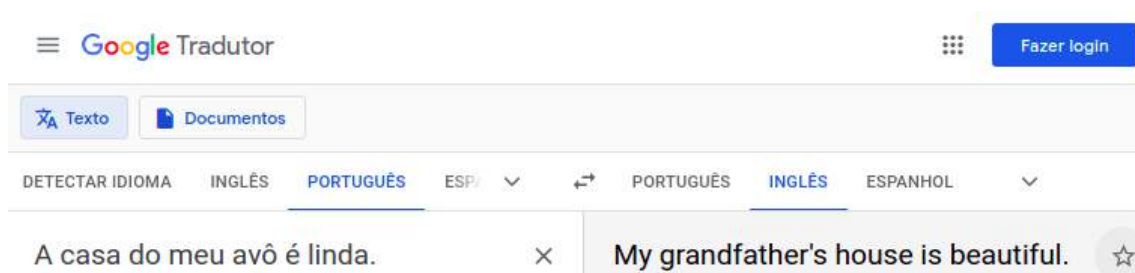 Google Tradutor
Fazer login
Texto Documentos
DETECTAR IDIOMA INGLÊS PORTUGUÊS ESP PORTUGUÊS INGLÊS ESPANHOL
A casa do meu avô é linda. My grandfather's house is beautiful.